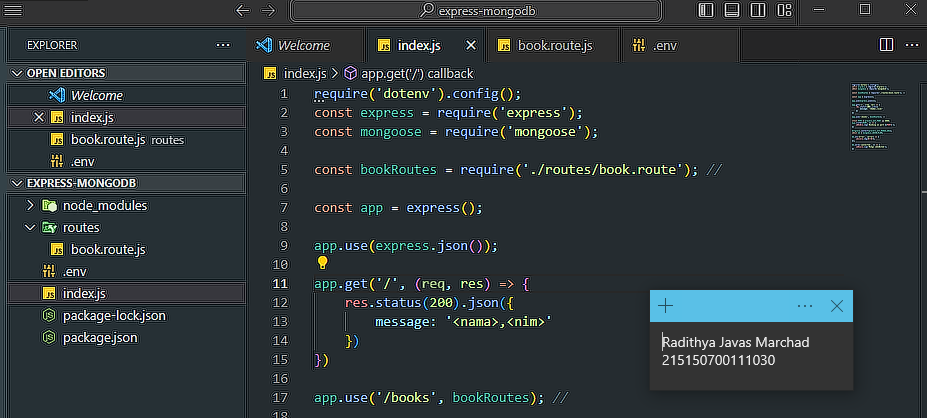 express-mongodb
EXPLORER
OPEN EDITORS
Welcome
index.js
book.route.js routes
.env
EXPRESS-MONGODB
node_modules
routes
book.route.js
.env
index.js
package-lock.json
package.json
Welcome
index.js
book.route.js
.env
index.js > app.get('/') callback
1 require('dotenv').config();
2 const express = require('express');
3 const mongoose = require('mongoose');
4
5 const bookRoutes = require('./routes/book.route'); //
6
7 const app = express();
8
9 app.use(express.json());
10
11 app.get('/', (req, res) => {
12 res.status(200).json({
13 message: '<nama>,<nim>'
14 })
15 })
16
17 app.use('/books', bookRoutes); //
18
Radithya Javas Marchad
215150700111030